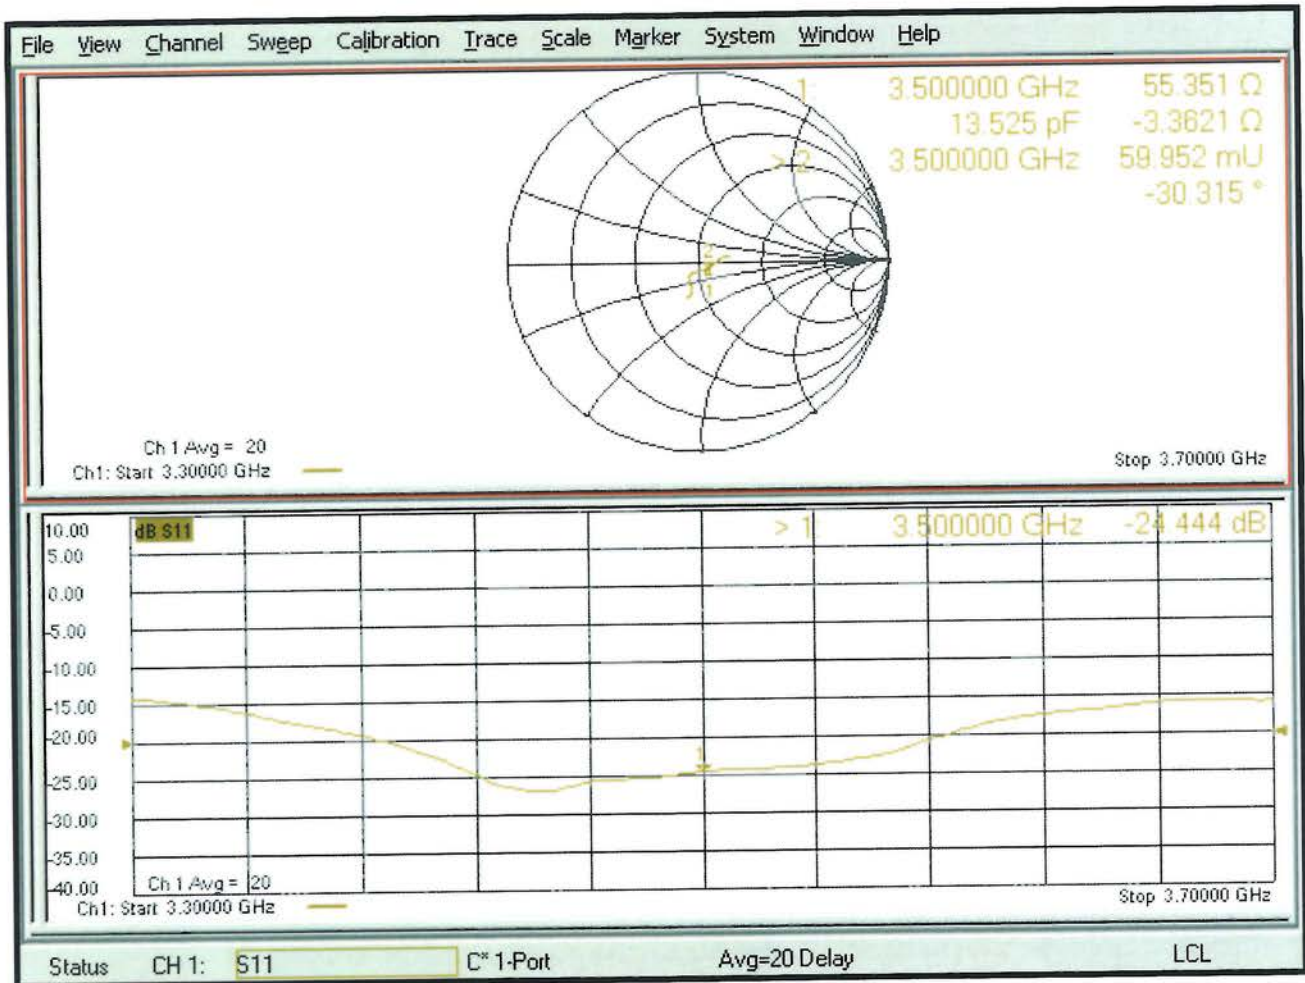 File View Channel Sweep Calibration Trace Scale Marker System Window Help
1: 3.500000 GHz 55.351 Ω
13.525 pF -3.3621 Ω
> 2: 3.500000 GHz 59.952 mU
-30.315 °
2
1
Ch 1 Avg = 20
Ch1: Start 3.30000 GHz
Stop 3.70000 GHz
10.00
dB S11
> 1: 3.500000 GHz -24.444 dB
5.00
0.00
-5.00
-10.00
-15.00
-20.00
1
-25.00
-30.00
-35.00
-40.00
Ch 1 Avg = 20
Ch1: Start 3.30000 GHz
Stop 3.70000 GHz
Status CH 1: S11 C* 1-Port Avg=20 Delay LCL